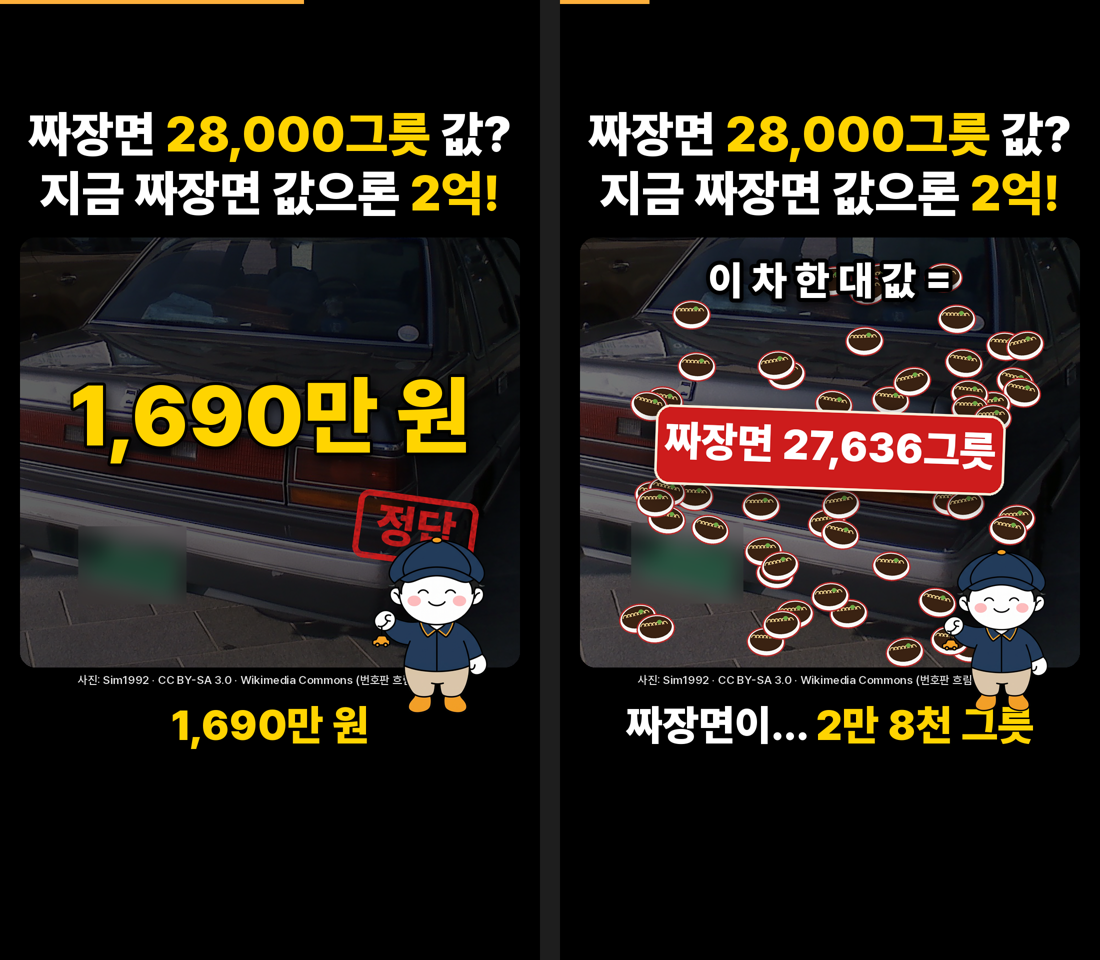 짜장면 28,000그릇 값?
지금 짜장면 값으론 2억!
1,690만 원
정답
사진: Sim1992 · CC BY-SA 3.0 · Wikimedia Commons (번호판
1,690만 원
짜장면 28,000그릇 값?
지금 짜장면 값으론 2억!
이 차 한 대 값 =
짜장면 27,636그릇
사진: Sim1992 · CC BY-SA 3.0 · Wikimedia Commons (번호판 흐림
짜장면이... 2만 8천 그릇